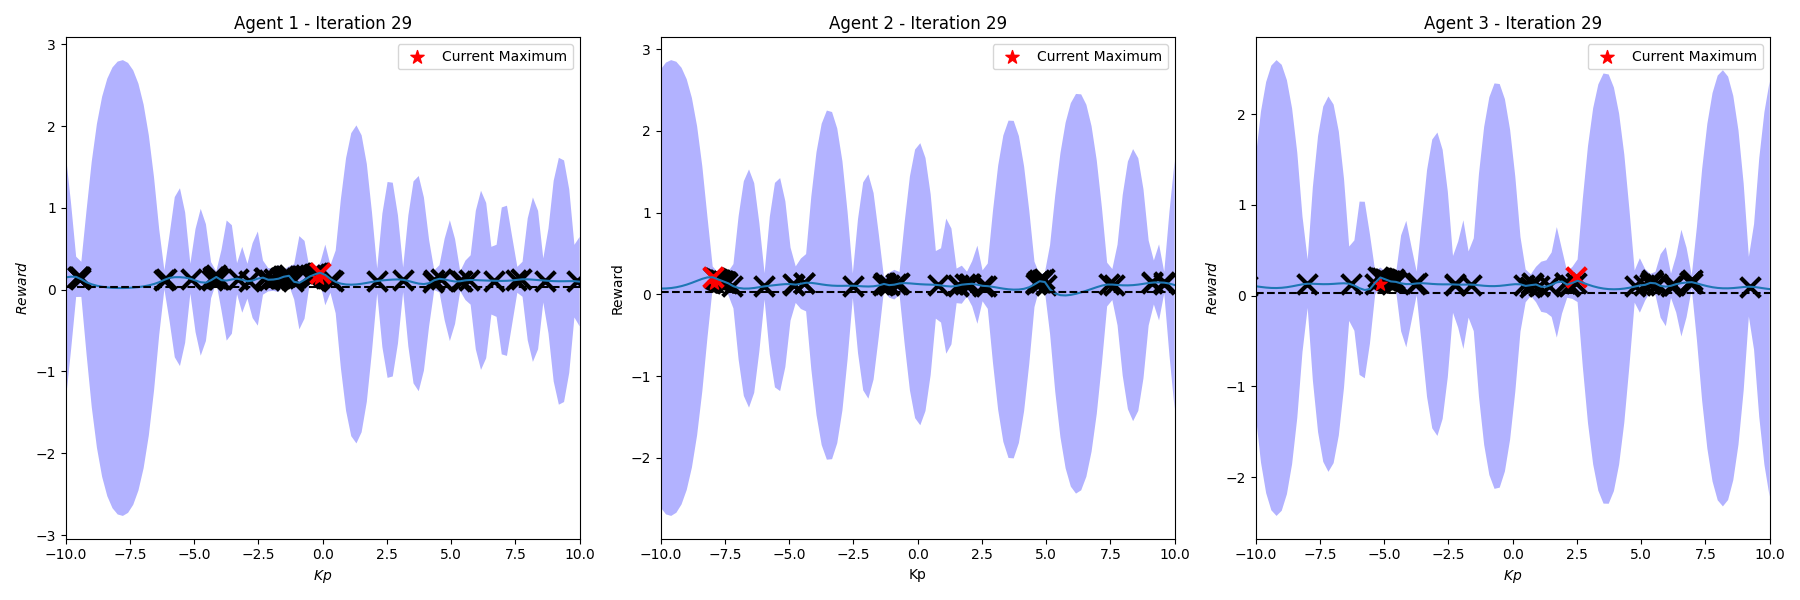 Agent 1 - Iteration 29
Current Maximum
3
2
1
0
−1
−2
−3
Reward
−10.0 −7.5 −5.0 −2.5 0.0 2.5 5.0 7.5 10.0
Kp
Agent 2 - Iteration 29
Current Maximum
3
2
1
0
−1
−2
Reward
−10.0 −7.5 −5.0 −2.5 0.0 2.5 5.0 7.5 10.0
Kp
Agent 3 - Iteration 29
Current Maximum
2
1
0
−1
−2
Reward
−10.0 −7.5 −5.0 −2.5 0.0 2.5 5.0 7.5 10.0
Kp